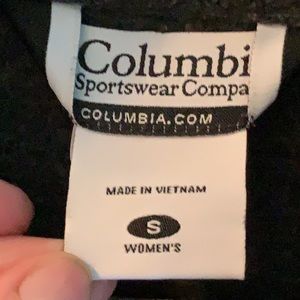 Columbi
Sportswear Compa
COLUMBIA.COM
MADE IN VIETNAM
S
WOMEN'S